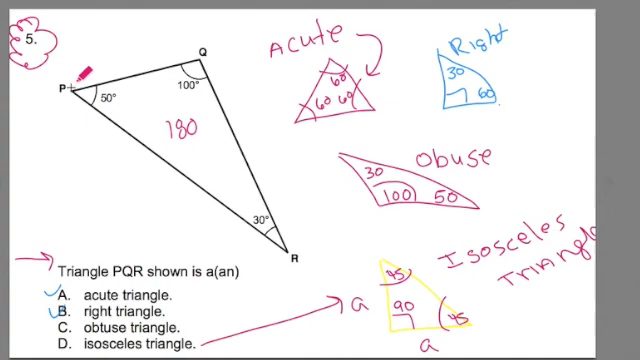 5.
Q
P
100°
50°
180
30°
R
Acute
60
60 60
Right
30
60
Obuse
30
100 50
Isosceles
Triangle
45
a 90 45
a
Triangle PQR shown is a(an)
A. acute triangle.
B. right triangle.
C. obtuse triangle.
D. isosceles triangle.